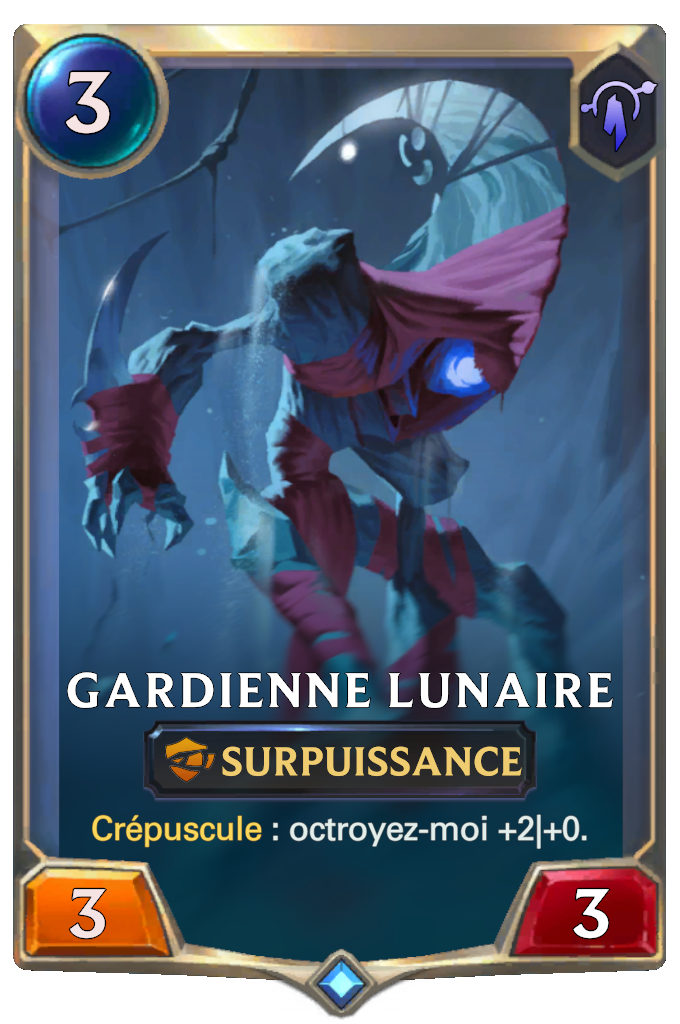 3
GARDIENNE LUNAIRE
SURPUISSANCE
Crépuscule : octroyez-moi +2|+0.
3 3